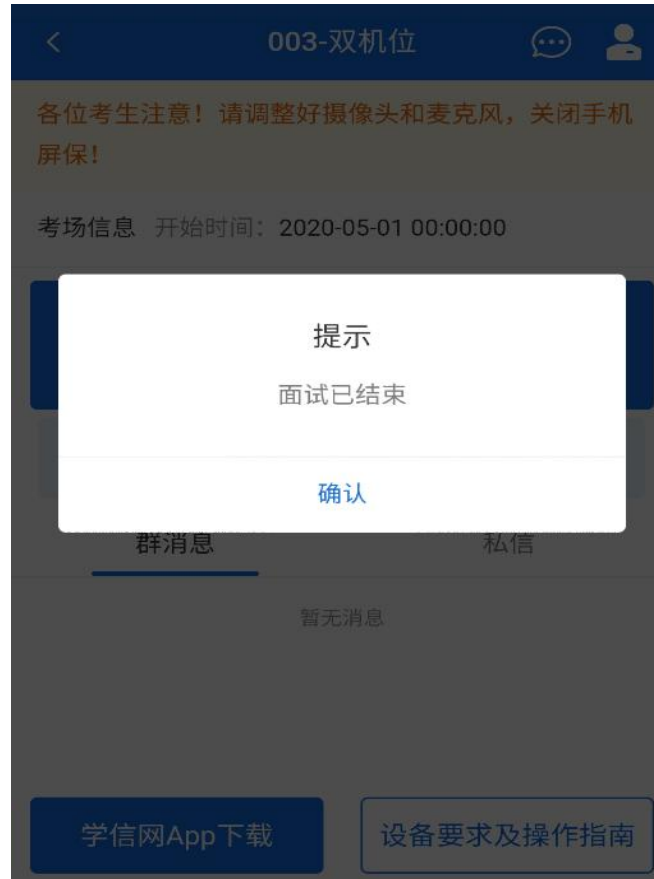 003-双机位
各位考生注意！请调整好摄像头和麦克风，关闭手机
屏保！
考场信息 开始时间：2020-05-01 00:00:00
提示
面试已结束
确认
群消息 私信
暂无消息
学信网App下载 设备要求及操作指南